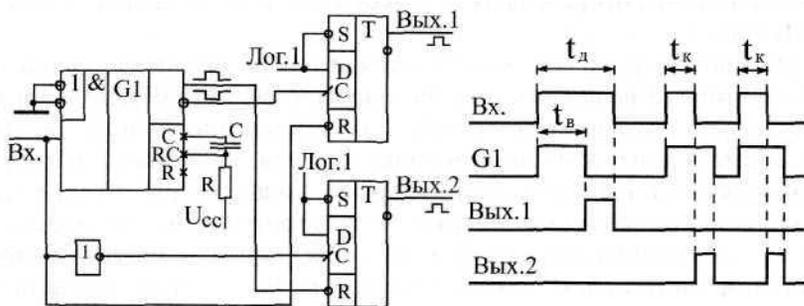 S T Вых.1
Лог.1
D
C
R
1 & G1
C C
RC
R R
Вх.
Лог.1
Ucc
S T Вых.2
D
C
R
1
tд tк tк
Вх.
tв
G1
Вых.1
Вых.2